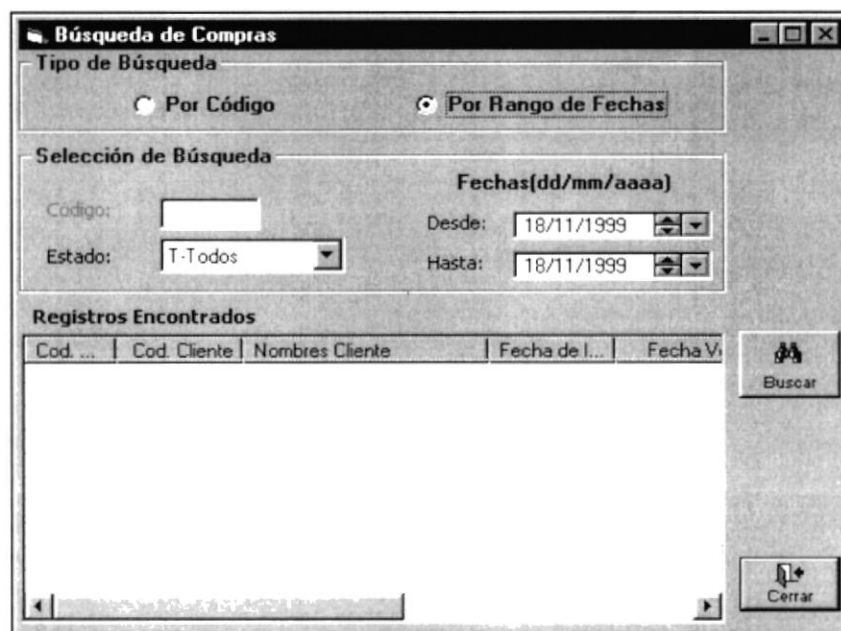 Búsqueda de Compras
Tipo de Búsqueda
Por Código
Por Rango de Fechas
Selección de Búsqueda
Fechas(dd/mm/aaaa)
Código:
Desde: 18/11/1999
Estado: T-Todos
Hasta: 18/11/1999
Registros Encontrados
Cod. ... Cod. Cliente Nombres Cliente Fecha de I... Fecha V
Buscar
Cerrar